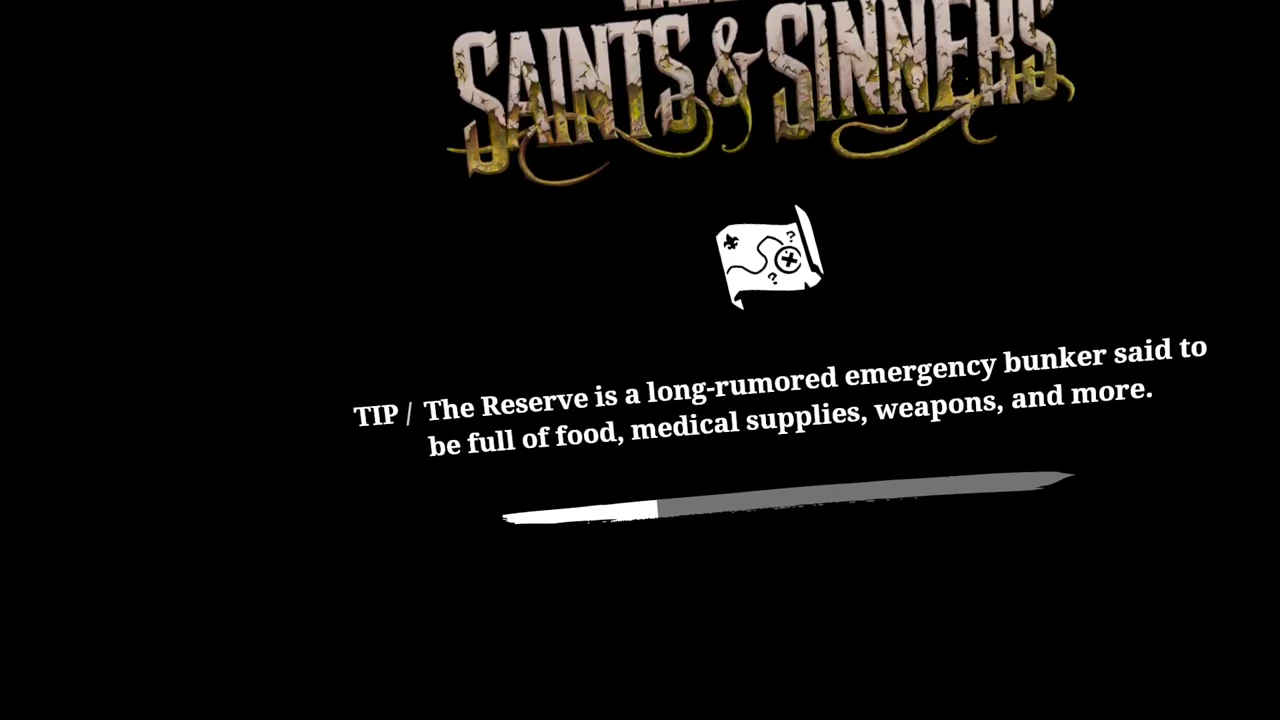 SAINTS & SINNERS
TIP / The Reserve is a long-rumored emergency bunker said to
be full of food, medical supplies, weapons, and more.